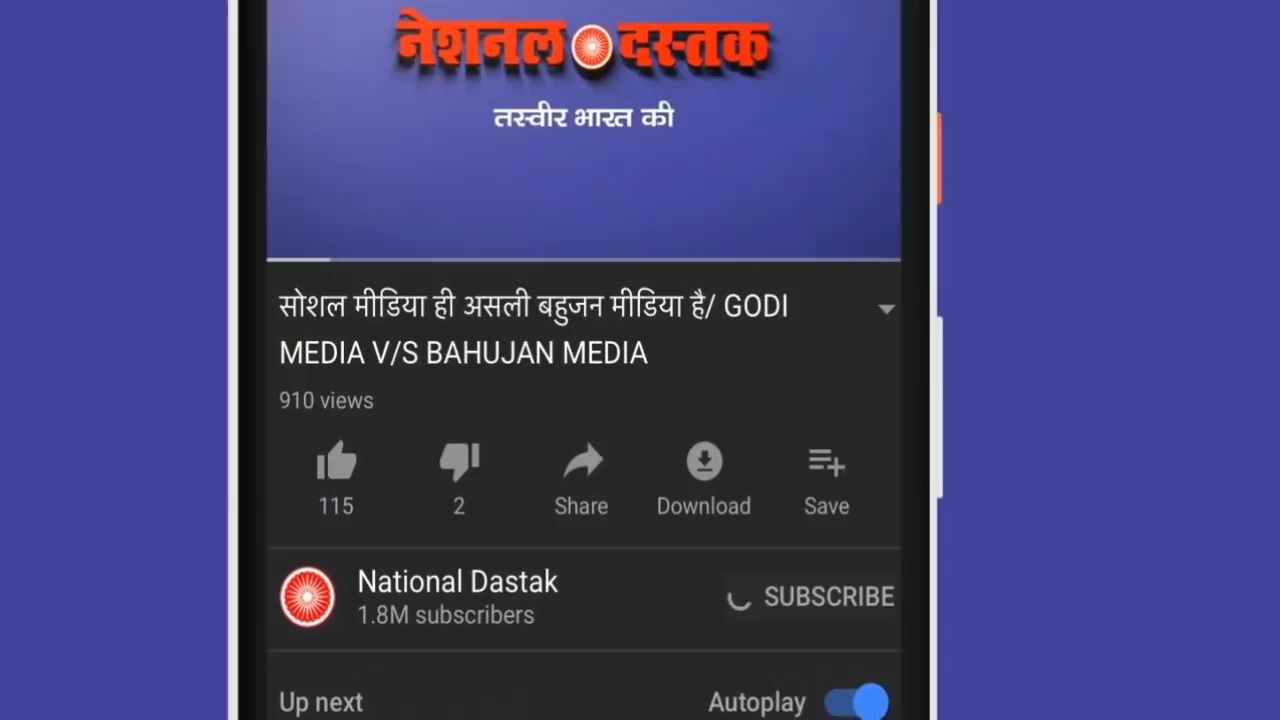 नेशनल दस्तक
तस्वीर भारत की
सोशल मीडिया ही असली बहुजन मीडिया है/ GODI
MEDIA V/S BAHUJAN MEDIA
910 views
115
2
Share
Download
Save
National Dastak
1.8M subscribers
SUBSCRIBE
Up next
Autoplay